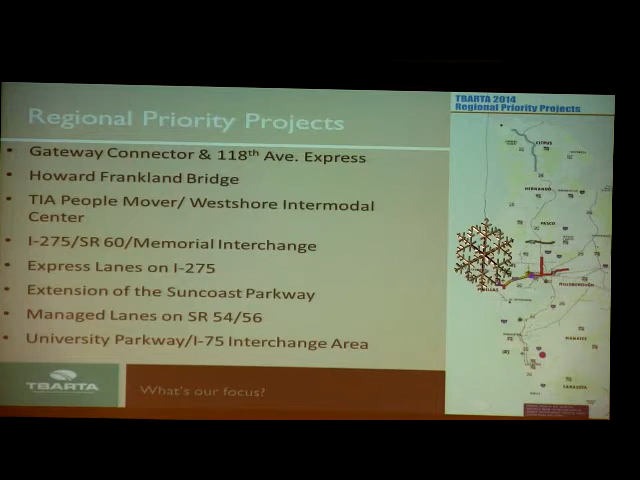 TBARTA 2014
Regional Priority Projects
Regional Priority Projects
• Gateway Connector & 118th Ave. Express
• Howard Frankland Bridge
• TIA People Mover/ Westshore Intermodal
Center
• I-275/SR 60/Memorial Interchange
• Express Lanes on I-275
• Extension of the Suncoast Parkway
• Managed Lanes on SR 54/56
• University Parkway/I-75 Interchange Area
TBARTA
What's our focus?
CITRUS
HERNANDO
PASCO
HILLSBOROUGH
MANATEE
SARASOTA